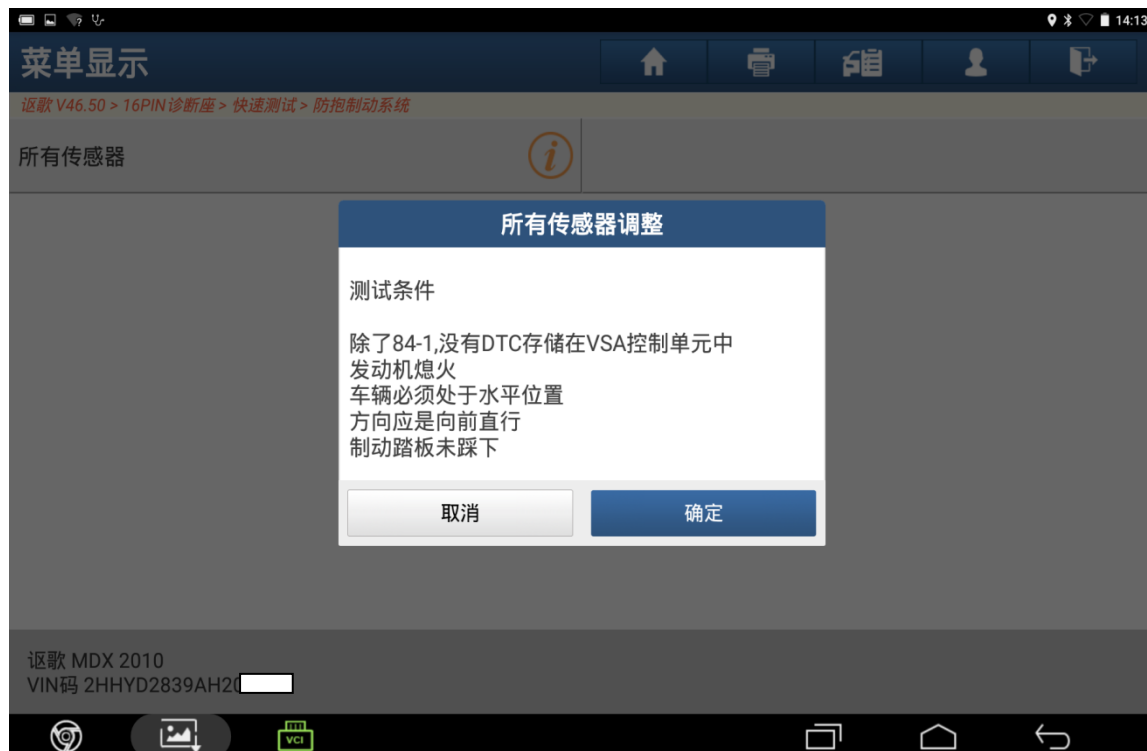 14:13
菜单显示
讴歌 V46.50 > 16PIN诊断座 > 快速测试 > 防抱制动系统
所有传感器
i
所有传感器调整
测试条件
除了84-1,没有DTC存储在VSA控制单元中
发动机熄火
车辆必须处于水平位置
方向应是向前直行
制动踏板未踩下
取消
确定
讴歌 MDX 2010
VIN码 2HHYD2839AH20
VCI